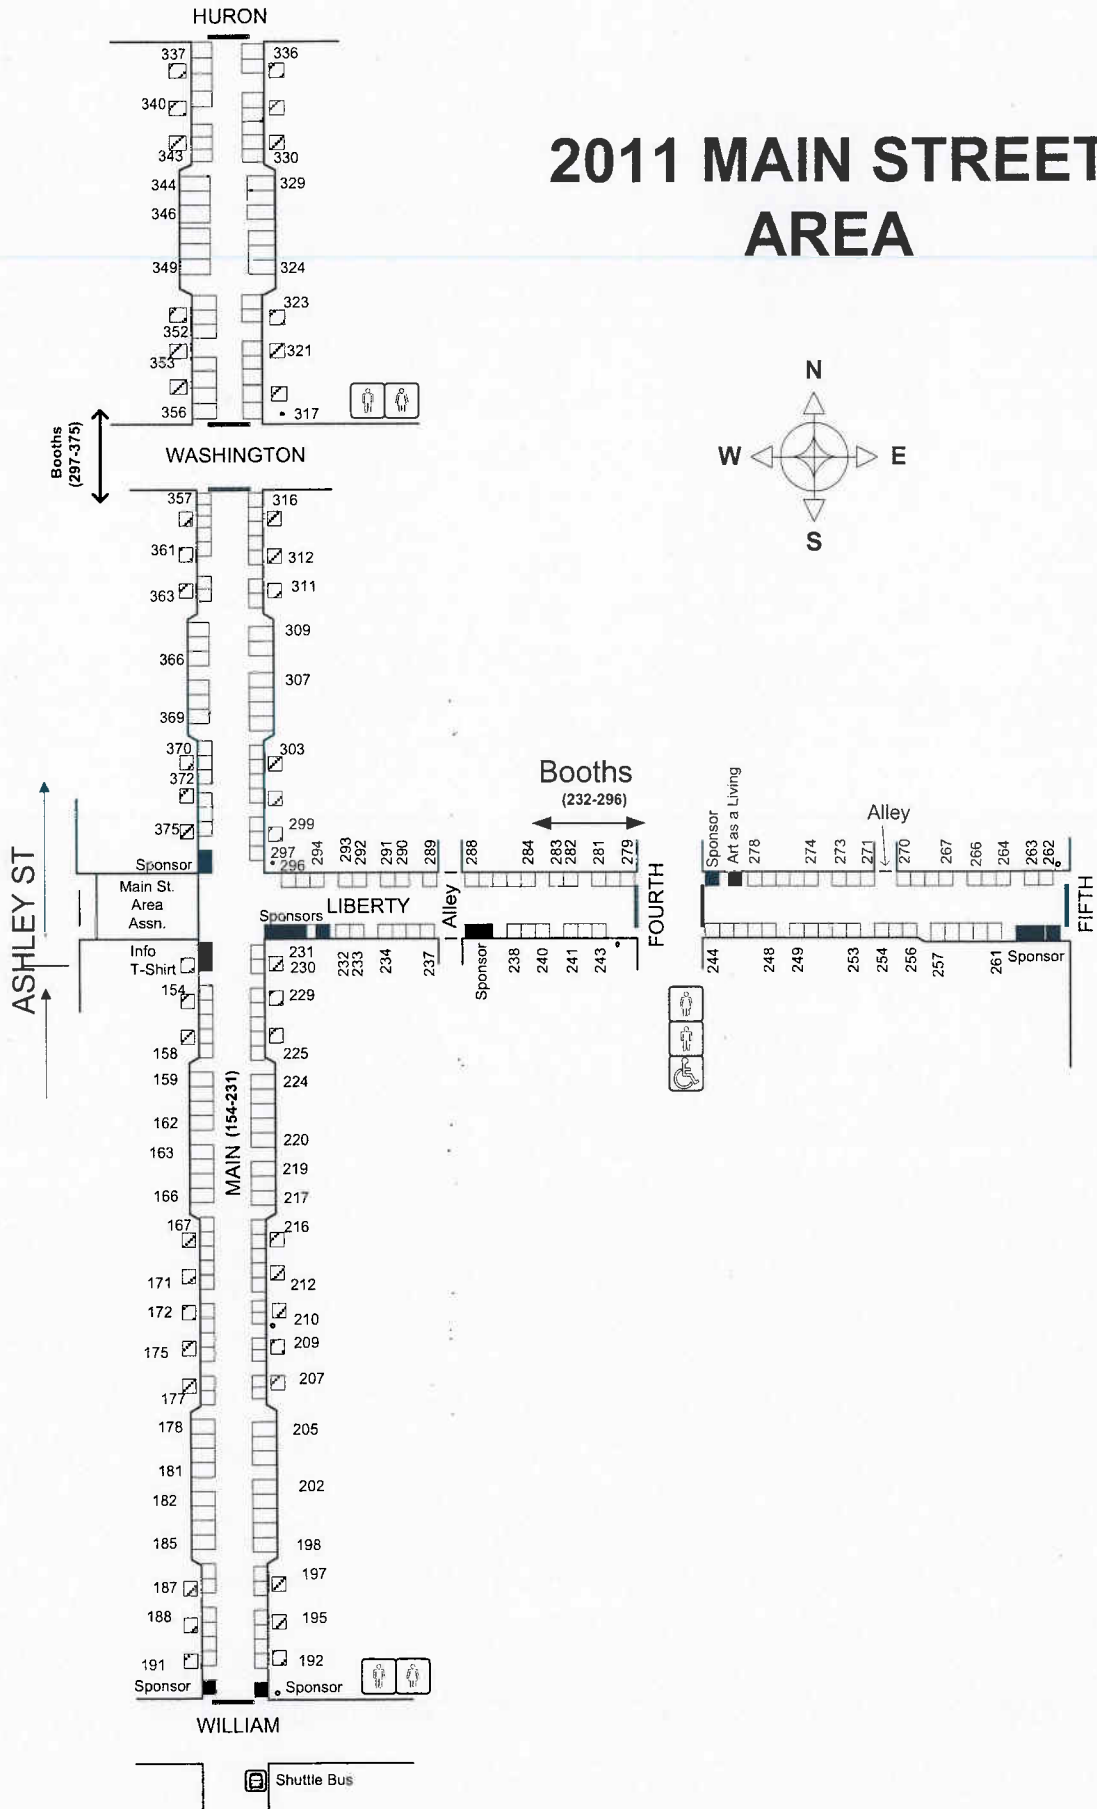 HURON
2011 MAIN STREET
AREA
337 336
340
343 330
344 329
346
349 324
323
352
353 321
356 317
N
W E
S
Booths
(297-375)
WASHINGTON
357 316
361 312
363 311
309
366
307
369
370 303
372
375 299
Sponsor 297
296
294 293 292 291 290 289
288 284 283 282 281 279
Booths
(232-296)
Sponsor
Art as a Living
278 274 273 271 270 267 266 264 263 262
Alley
ASHLEY ST
Main St.
Area
Assn.
LIBERTY
Alley
FOURTH
FIFTH
Sponsors
Info
T-Shirt
231
230
232 233 234 237
Sponsor
238 240 241 243
244 248 249 253 254 256 257 261 Sponsor
154 229
158 225
159 224
MAIN (154-231)
162
220
163
219
166 217
167 216
171 212
172 210
175 209
177 207
178 205
181
202
182
185 198
187 197
188 195
191 192
Sponsor Sponsor
WILLIAM
Shuttle Bus